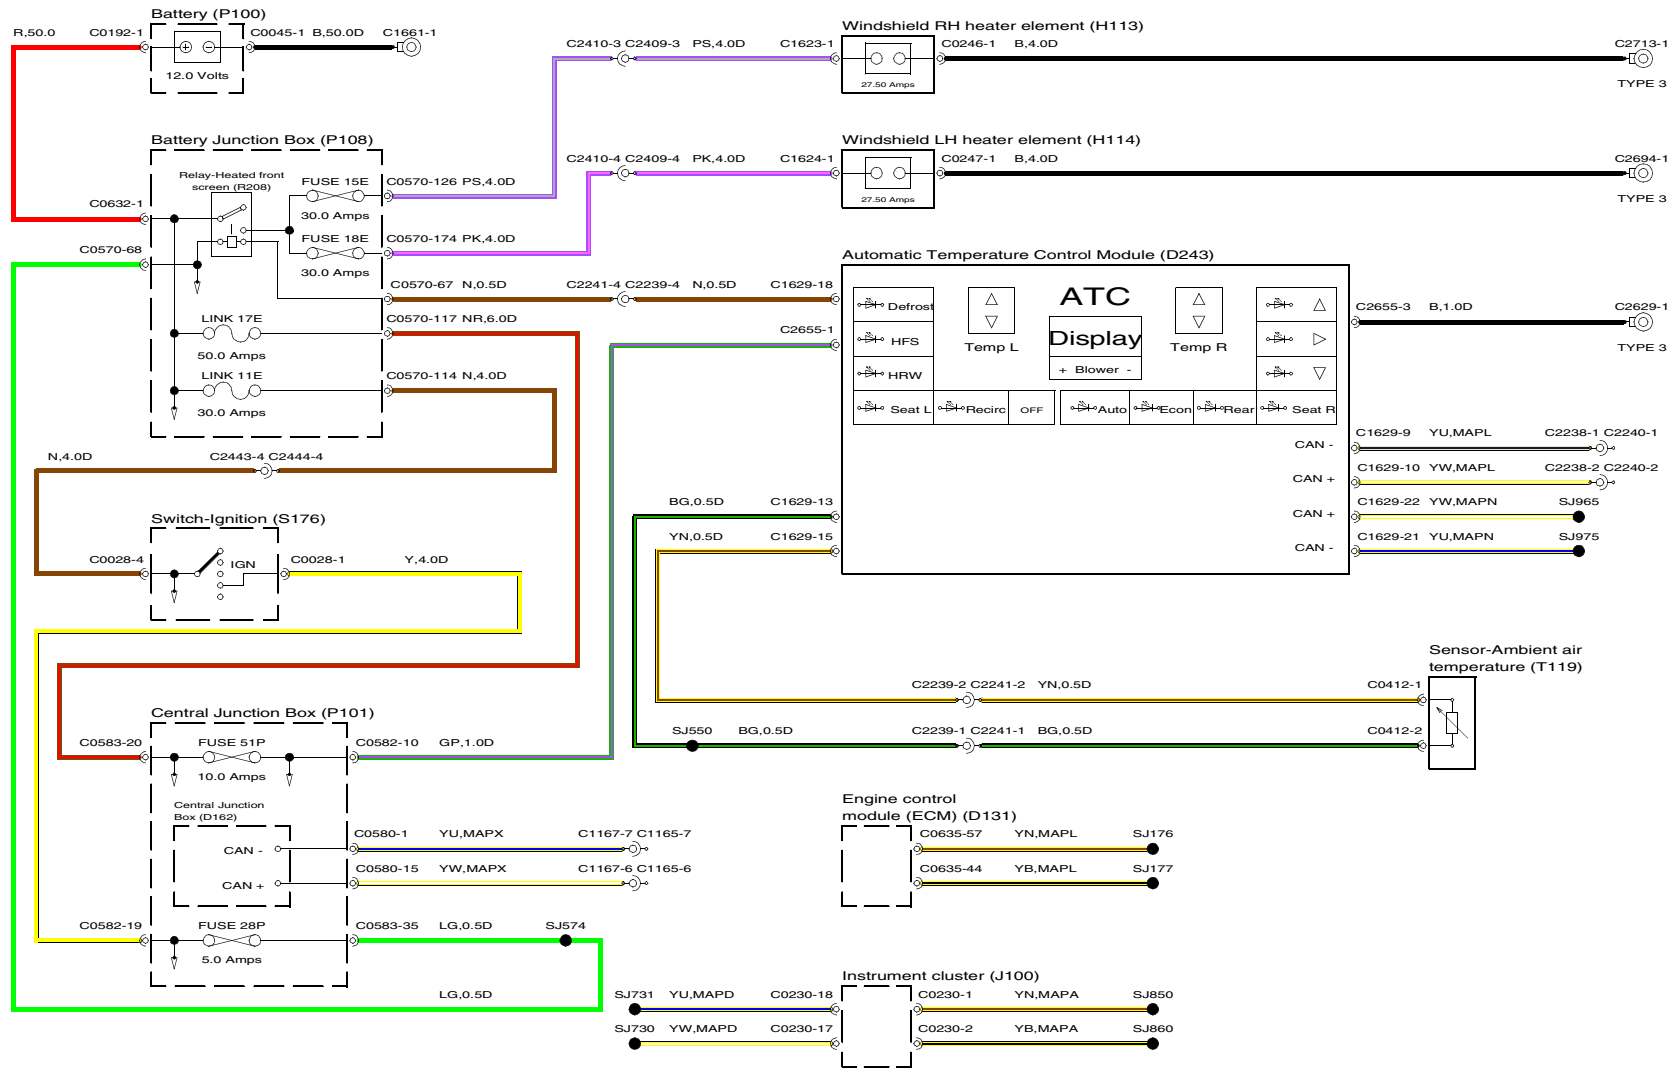 Battery (P100)
R,50.0 C0192-1
12.0 Volts
C0045-1 B,50.0D C1661-1
Windshield RH heater element (H113)
C2410-3 C2409-3 PS,4.0D C1623-1
27.50 Amps
C0246-1 B,4.0D C2713-1
TYPE 3
Battery Junction Box (P108)
Relay-Heated front
screen (R208)
FUSE 15E
30.0 Amps
FUSE 18E
30.0 Amps
LINK 17E
50.0 Amps
LINK 11E
30.0 Amps
C0632-1
C0570-68
C0570-126 PS,4.0D
C0570-174 PK,4.0D
C0570-67 N,0.5D C2241-4 C2239-4 N,0.5D C1629-18
C0570-117 NR,6.0D
C2655-1
C0570-114 N,4.0D
Windshield LH heater element (H114)
C2410-4 C2409-4 PK,4.0D C1624-1
27.50 Amps
C0247-1 B,4.0D C2694-1
TYPE 3
Automatic Temperature Control Module (D243)
Defrost
HFS
HRW
Seat L
Recirc
OFF
Temp L
ATC
Display
+ Blower -
Temp R
Auto
Econ
Rear
Seat R
C2655-3 B,1.0D C2629-1
TYPE 3
CAN - C1629-9 YU,MAPL C2238-1 C2240-1
CAN + C1629-10 YW,MAPL C2238-2 C2240-2
CAN + C1629-22 YW,MAPN SJ965
CAN - C1629-21 YU,MAPN SJ975
N,4.0D C2443-4 C2444-4
BG,0.5D C1629-13
YN,0.5D C1629-15
Switch-Ignition (S176)
C0028-4
IGN
C0028-1 Y,4.0D
Sensor-Ambient air
temperature (T119)
C2239-2 C2241-2 YN,0.5D C0412-1
SJ550 BG,0.5D C2239-1 C2241-1 BG,0.5D C0412-2
Central Junction Box (P101)
C0583-20
FUSE 51P
10.0 Amps
C0582-10 GP,1.0D
Central Junction
Box (D162)
CAN -
CAN +
C0580-1 YU,MAPX C1167-7 C1165-7
C0580-15 YW,MAPX C1167-6 C1165-6
C0582-19
FUSE 28P
5.0 Amps
C0583-35 LG,0.5D SJ574
LG,0.5D
Engine control
module (ECM) (D131)
C0635-57 YN,MAPL SJ176
C0635-44 YB,MAPL SJ177
Instrument cluster (J100)
SJ731 YU,MAPD C0230-18
C0230-1 YN,MAPA SJ850
SJ730 YW,MAPD C0230-17
C0230-2 YB,MAPA SJ860